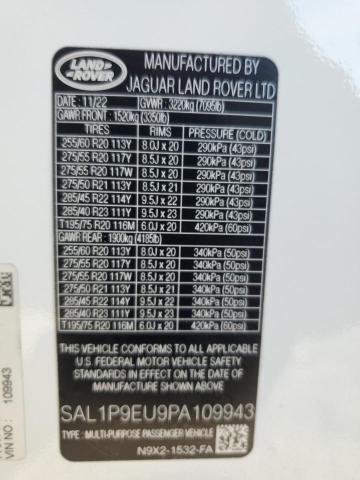 LAND
ROVER
MANUFACTURED BY
JAGUAR LAND ROVER LTD
DATE : 11/22 GVWR : 3220kg (7095lb)
GAWR FRONT : 1520kg (3350lb)
TIRES RIMS PRESSURE (COLD)
255/60 R20 113Y 8.0J x 20 290kPa (43psi)
275/55 R20 117Y 8.0J x 20 290kPa (43psi)
275/55 R20 117W 8.0J x 20 290kPa (43psi)
275/50 R21 113Y 8.5J x 21 290kPa (43psi)
285/45 R22 114Y 9.5J x 22 290kPa (43psi)
285/40 R23 111Y 9.5J x 23 290kPa (43psi)
T195/75 R20 116M 6.0J x 20 420kPa (60psi)
GAWR REAR : 1900kg (4185lb)
255/60 R20 113Y 8.0J x 20 340kPa (50psi)
275/55 R20 117Y 8.0J x 20 340kPa (50psi)
275/55 R20 117W 8.0J x 20 340kPa (50psi)
275/50 R21 113Y 8.5J x 21 340kPa (50psi)
285/45 R22 114Y 9.5J x 22 340kPa (50psi)
285/40 R23 111Y 9.5J x 23 340kPa (50psi)
T195/75 R20 116M 6.0J x 20 420kPa (60psi)
THIS VEHICLE CONFORMS TO ALL APPLICABLE
U.S. FEDERAL MOTOR VEHICLE SAFETY
STANDARDS IN EFFECT ON THE DATE OF
MANUFACTURE SHOWN ABOVE.
SAL1P9EU9PA109943
TYPE : MULTI-PURPOSE PASSENGER VEHICLE
N9X2-1532-FA
VIN NO:
109943